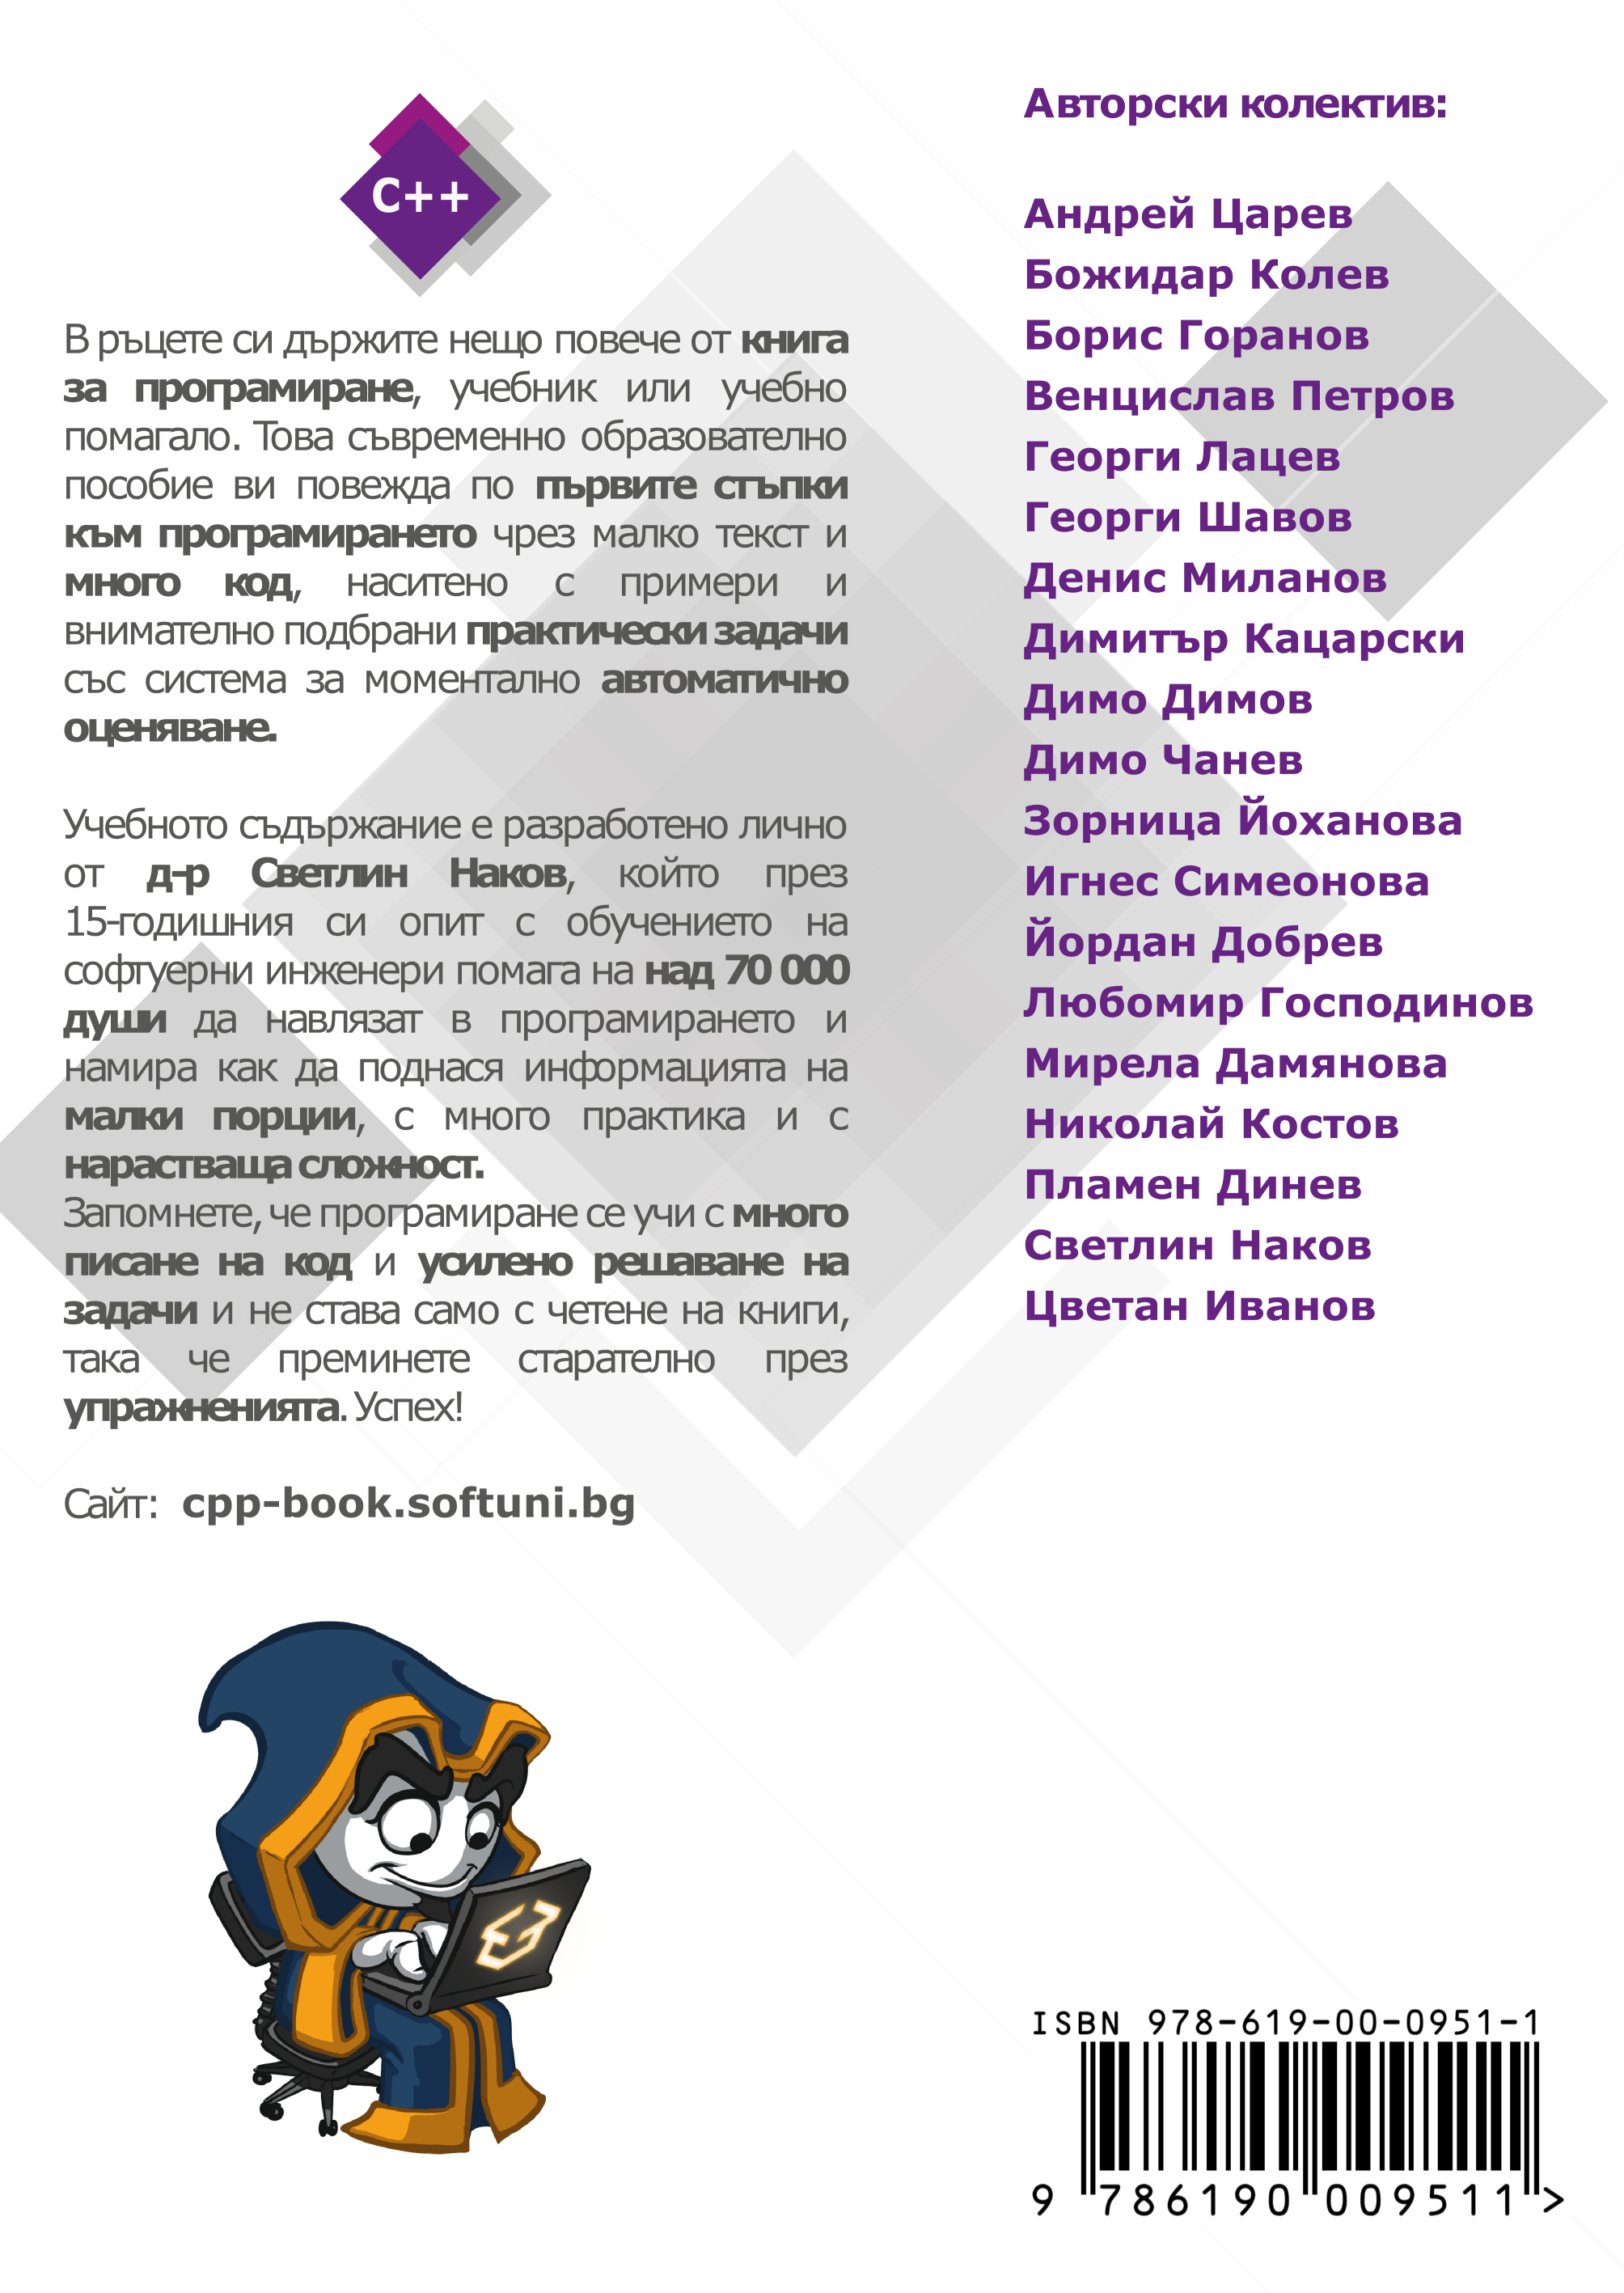 C++
В ръцете си държите нещо повече от книга
за програмиране, учебник или учебно
помагало. Това съвременно образователно
пособие ви повежда по първите стъпки
към програмирането чрез малко текст и
много код, наситено с примери и
внимателно подбрани практически задачи
със система за моментално автоматично
оценяване.
Учебното съдържание е разработено лично
от д-р Светлин Наков, който през
15-годишния си опит с обучението на
софтуерни инженери помага на над 70 000
души да навлязат в програмирането и
намира как да поднася информацията на
малки порции, с много практика и с
нарастваща сложност.
Запомнете, че програмиране се учи с много
писане на код и усилено решаване на
задачи и не става само с четене на книги,
така че преминете старателно през
упражненията. Успех!
Сайт: cpp-book.softuni.bg
Авторски колектив:
Андрей Царев
Божидар Колев
Борис Горанов
Венцислав Петров
Георги Лацев
Георги Шавов
Денис Миланов
Димитър Кацарски
Димо Димов
Димо Чанев
Зорница Йоханова
Игнес Симеонова
Йордан Добрев
Любомир Господинов
Мирела Дамянова
Николай Костов
Пламен Динев
Светлин Наков
Цветан Иванов
ISBN 978-619-00-0951-1
9 786190 009511 >